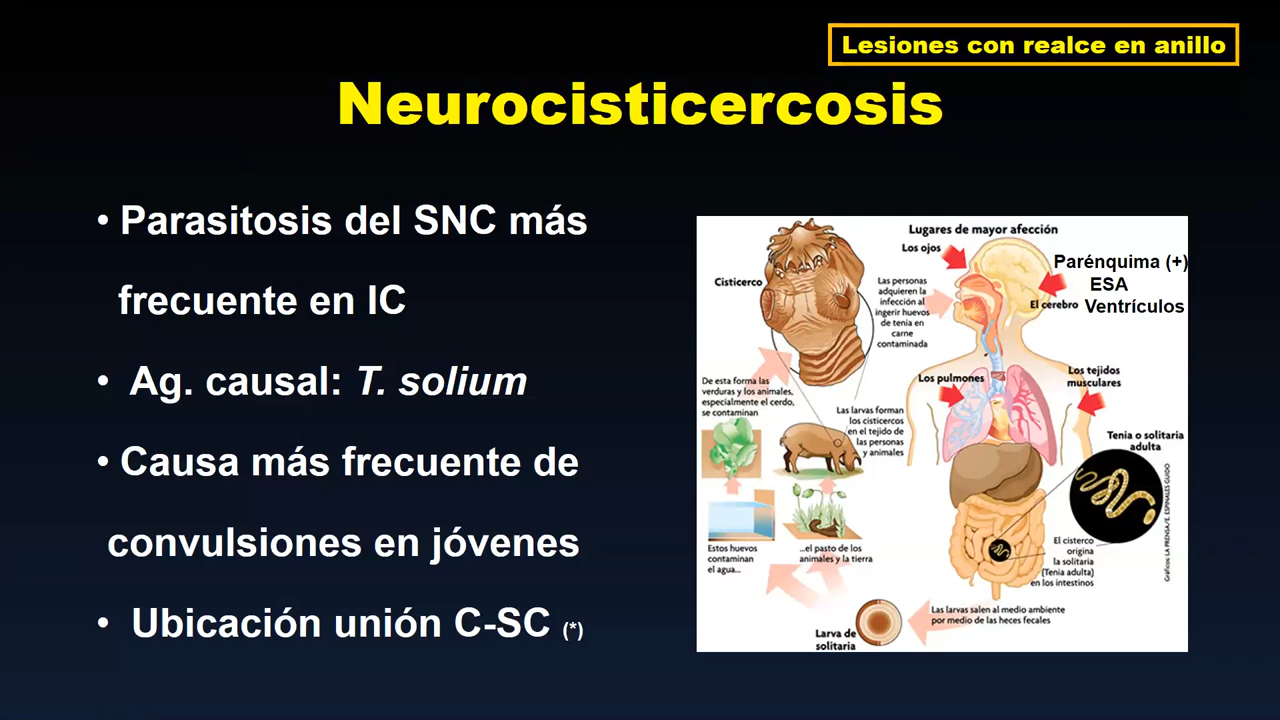 Lesiones con realce en anillo
Neurocisticercosis
• Parasitosis del SNC más
frecuente en IC
• Ag. causal: T. solium
• Causa más frecuente de
convulsiones en jóvenes
• Ubicación unión C-SC (*)
Lugares de mayor afección
Los ojos
Parénquima (+)
ESA
El cerebro Ventrículos
Cisticerco
Las personas
adquieren la
infección al
ingerir huevos
de tenia en
carne
contaminada
Los pulmones
Los tejidos
musculares
De esta forma las
verduras y los animales,
especialmente el cerdo,
se contaminan
Las larvas forman
los cisticercos
en el tejido de
las personas
y animales
Tenia o solitaria
adulta
Estos huevos
contaminan
el agua...
...el pasto de los
animales y la tierra
El cisterco
origina
la solitaria
(Tenia adulta)
en los intestinos
Gráficos: LA PRENSA/E. ESPINALES GUIDO
Las larvas salen al medio ambiente
por medio de las heces fecales
Larva de
solitaria